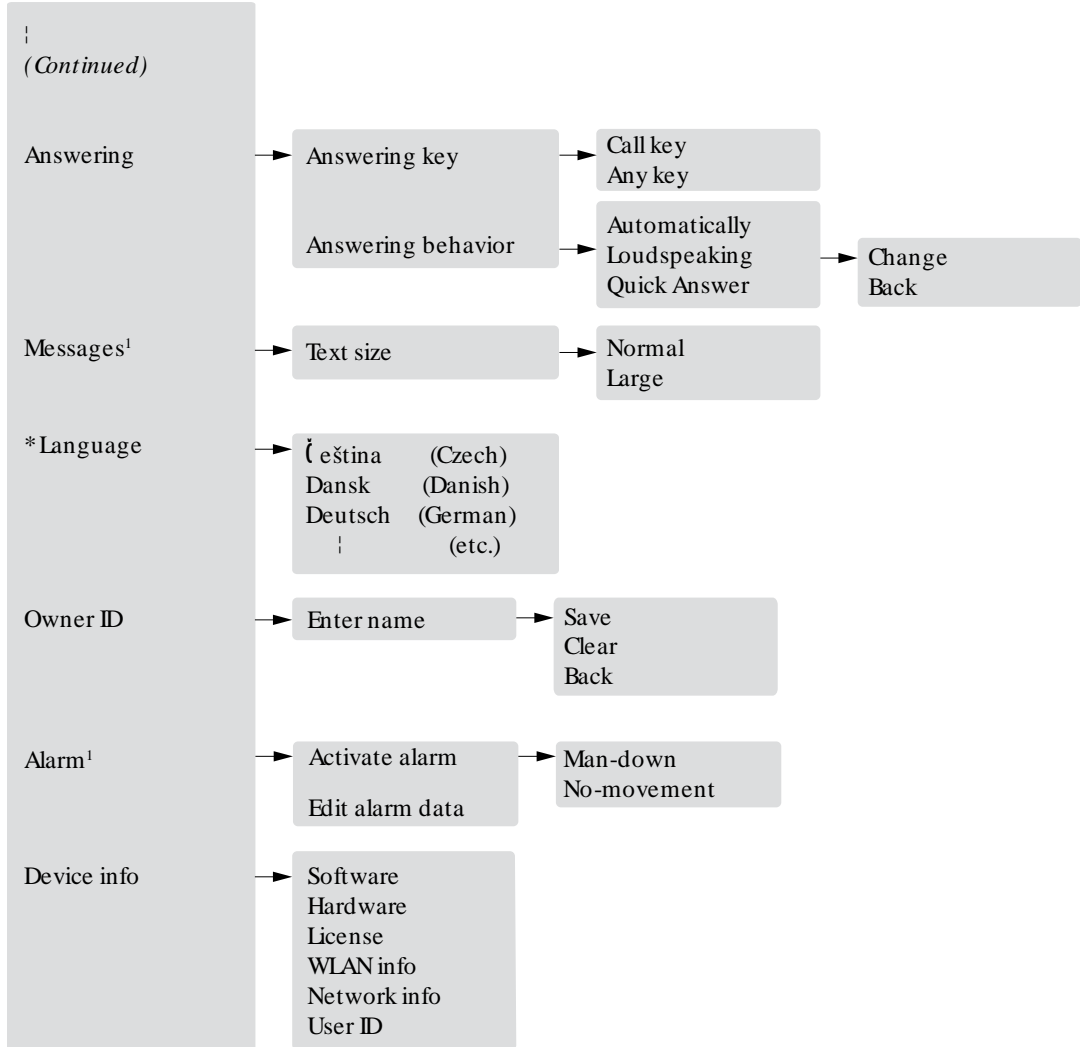 (Continued)
Answering
Answering key
Call key
Any key
Answering behavior
Automatically
Loudspeaking
Quick Answer
Change
Back
Messages¹
Text size
Normal
Large
*Language
Čeština (Czech)
Dansk (Danish)
Deutsch (German)
(etc.)
Owner ID
Enter name
Save
Clear
Back
Alarm¹
Activate alarm
Man-down
No-movement
Edit alarm data
Device info
Software
Hardware
License
WLAN info
Network info
User ID